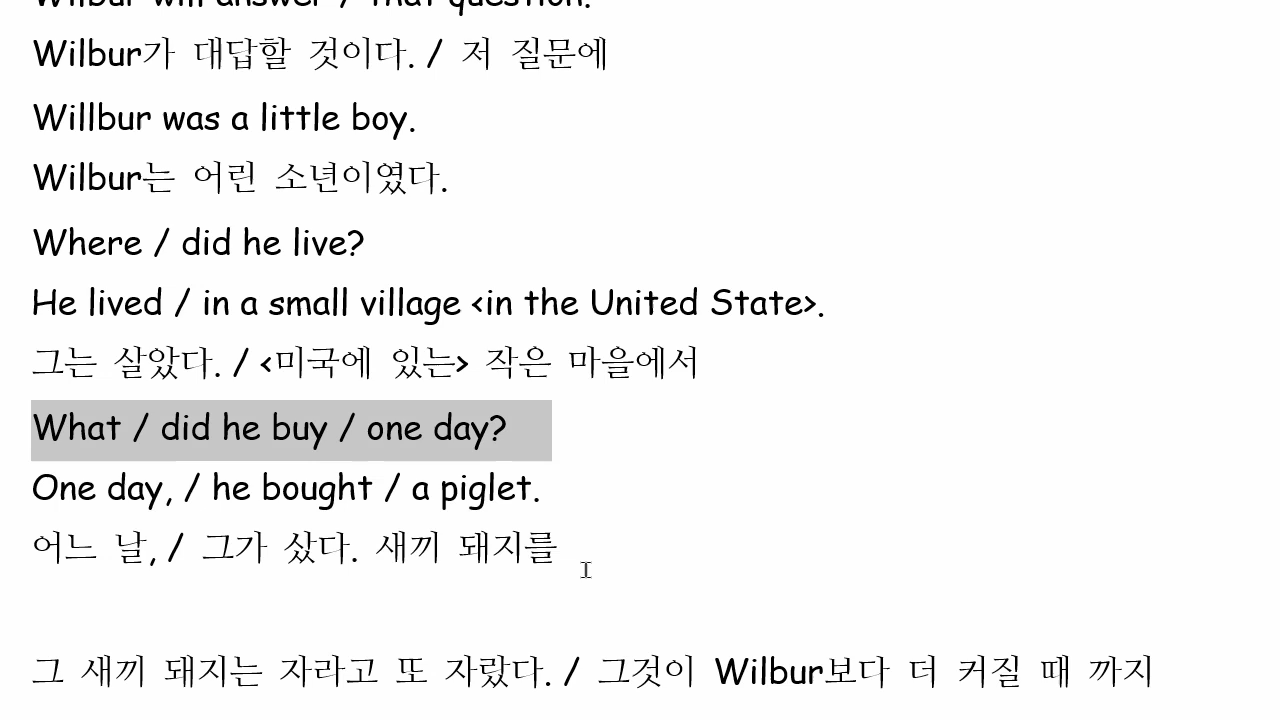 Wilbur will answer / that question.
Wilbur가 대답할 것이다. / 저 질문에
Willbur was a little boy.
Wilbur는 어린 소년이였다.
Where / did he live?
He lived / in a small village <in the United State>.
그는 살았다. / <미국에 있는> 작은 마을에서
What / did he buy / one day?
One day, / he bought / a piglet.
어느 날, / 그가 샀다. 새끼 돼지를
그 새끼 돼지는 자라고 또 자랐다. / 그것이 Wilbur보다 더 커질 때 까지